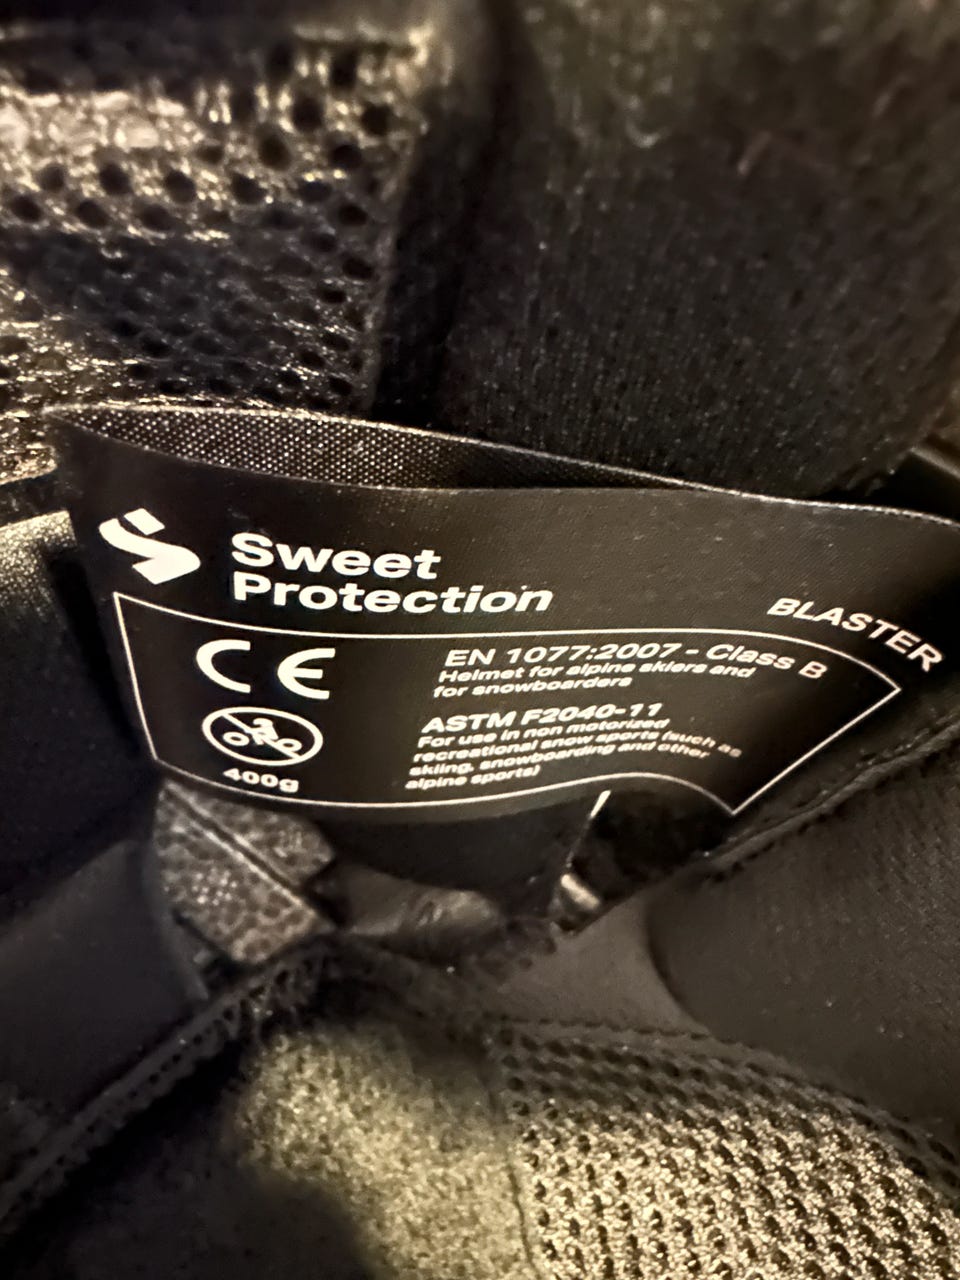 Sweet
Protection
BLASTER
CE
EN 1077:2007 - Class B
Helmet for alpine skiers and
for snowboarders
ASTM F2040-11
For use in non motorized
recreational snow sports (such as
skiing, snowboarding and other
alpine sports)
400g